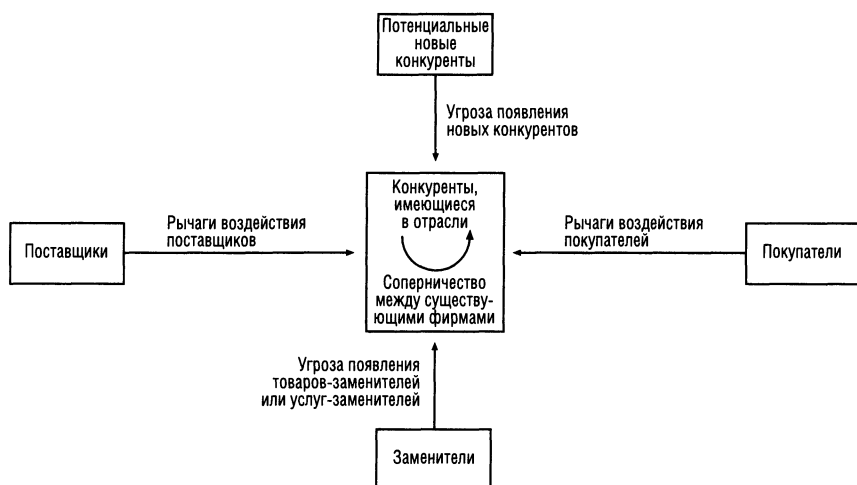 Потенциальные
новые
конкуренты
Угроза появления
новых конкурентов
Конкуренты,
имеющиеся
в отрасли
Рычаги воздействия
поставщиков
Рычаги воздействия
покупателей
Поставщики
Покупатели
Соперничество
между существу-
ющими фирмами
Угроза появления
товаров-заменителей
или услуг-заменителей
Заменители